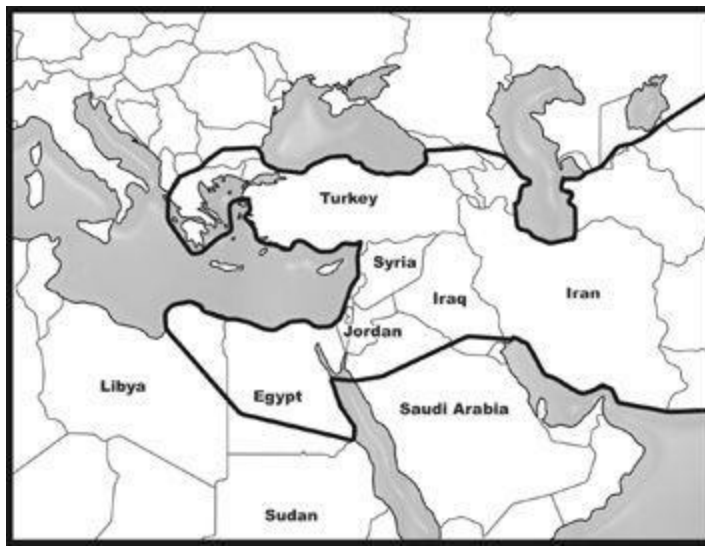 Turkey
Syria
Iraq
Iran
Jordan
Libya
Egypt
Saudi Arabia
Sudan